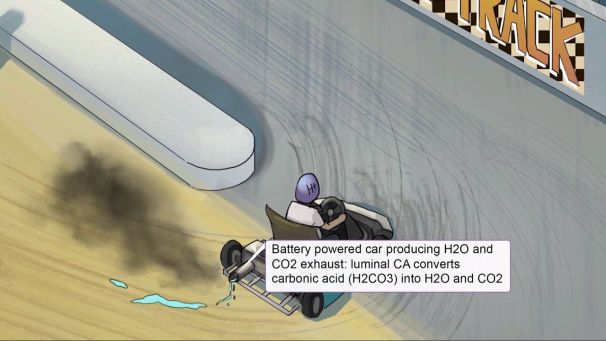 TRACK
H+
Battery powered car producing H2O and
CO2 exhaust: luminal CA converts
carbonic acid (H2CO3) into H2O and CO2